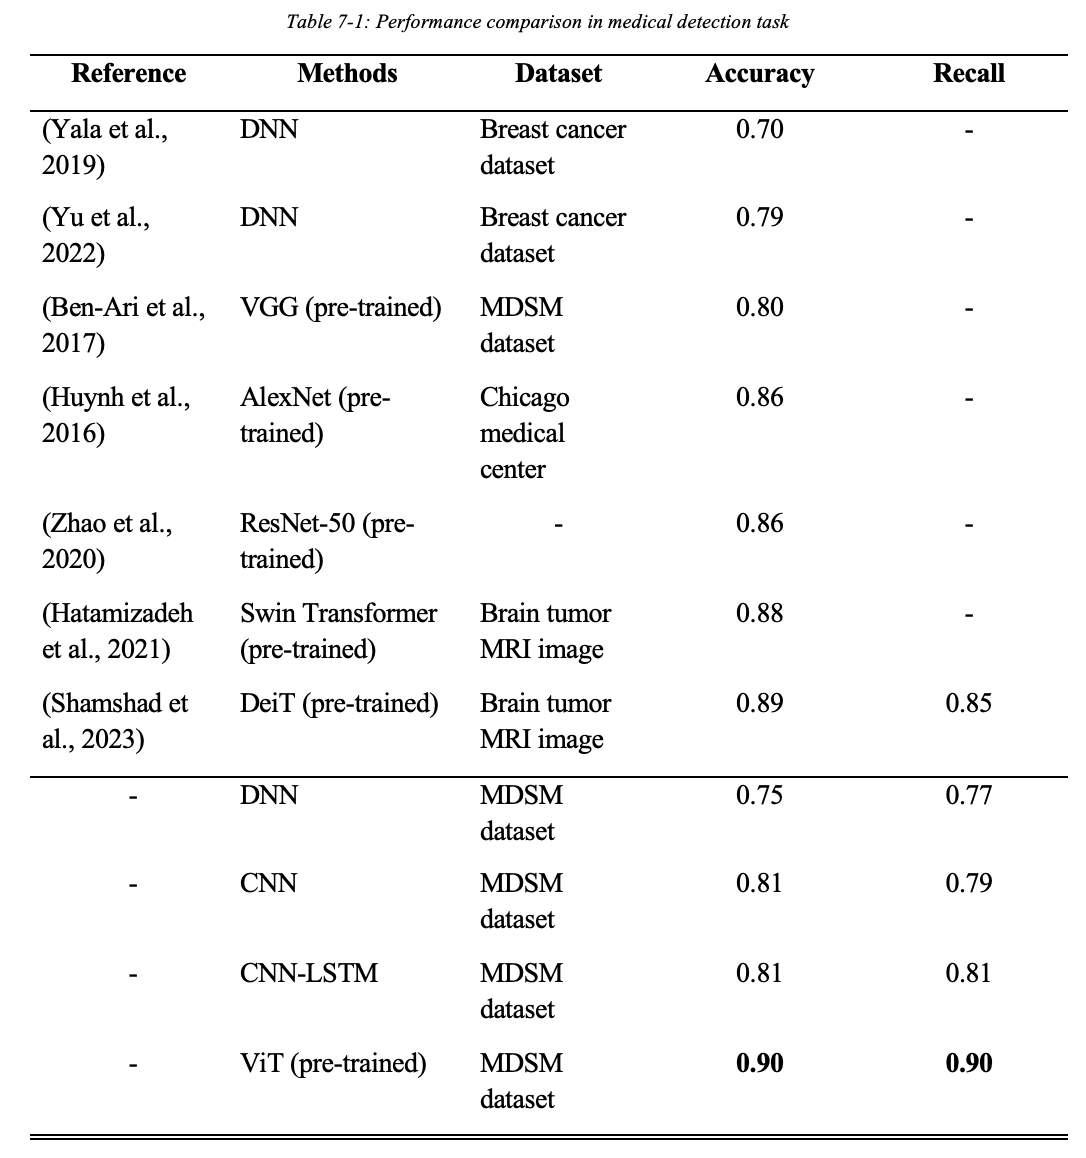 Table 7-1: Performance comparison in medical detection task
Reference Methods Dataset Accuracy Recall
(Yala et al., DNN Breast cancer 0.70 -
2019) dataset
(Yu et al., DNN Breast cancer 0.79 -
2022) dataset
(Ben-Ari et al., VGG (pre-trained) MDSM 0.80 -
2017) dataset
(Huynh et al., AlexNet (pre- Chicago 0.86 -
2016) trained) medical
center
(Zhao et al., ResNet-50 (pre- - 0.86 -
2020) trained)
(Hatamizadeh Swin Transformer Brain tumor 0.88 -
et al., 2021) (pre-trained) MRI image
(Shamshad et DeiT (pre-trained) Brain tumor 0.89 0.85
al., 2023) MRI image
- DNN MDSM 0.75 0.77
dataset
- CNN MDSM 0.81 0.79
dataset
- CNN-LSTM MDSM 0.81 0.81
dataset
- ViT (pre-trained) MDSM 0.90 0.90
dataset